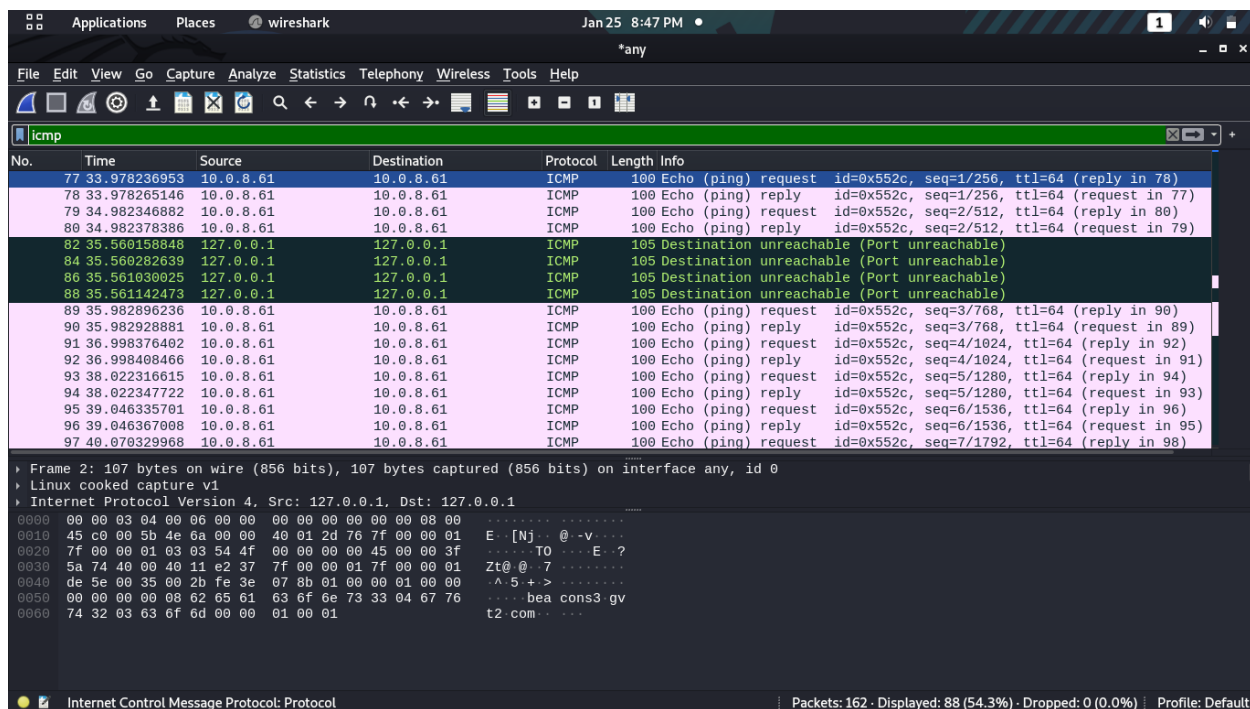 Applications Places wireshark Jan 25 8:47 PM 1
*any
File Edit View Go Capture Analyze Statistics Telephony Wireless Tools Help
icmp
No. Time Source Destination Protocol Length Info
77 33.978236953 10.0.8.61 10.0.8.61 ICMP 100 Echo (ping) request id=0x552c, seq=1/256, ttl=64 (reply in 78)
78 33.978265146 10.0.8.61 10.0.8.61 ICMP 100 Echo (ping) reply id=0x552c, seq=1/256, ttl=64 (request in 77)
79 34.982346882 10.0.8.61 10.0.8.61 ICMP 100 Echo (ping) request id=0x552c, seq=2/512, ttl=64 (reply in 80)
80 34.982378386 10.0.8.61 10.0.8.61 ICMP 100 Echo (ping) reply id=0x552c, seq=2/512, ttl=64 (request in 79)
82 35.560158848 127.0.0.1 127.0.0.1 ICMP 105 Destination unreachable (Port unreachable)
84 35.560282639 127.0.0.1 127.0.0.1 ICMP 105 Destination unreachable (Port unreachable)
86 35.561030025 127.0.0.1 127.0.0.1 ICMP 105 Destination unreachable (Port unreachable)
88 35.561142473 127.0.0.1 127.0.0.1 ICMP 105 Destination unreachable (Port unreachable)
89 35.982896236 10.0.8.61 10.0.8.61 ICMP 100 Echo (ping) request id=0x552c, seq=3/768, ttl=64 (reply in 90)
90 35.982928881 10.0.8.61 10.0.8.61 ICMP 100 Echo (ping) reply id=0x552c, seq=3/768, ttl=64 (request in 89)
91 36.998376402 10.0.8.61 10.0.8.61 ICMP 100 Echo (ping) request id=0x552c, seq=4/1024, ttl=64 (reply in 92)
92 36.998408466 10.0.8.61 10.0.8.61 ICMP 100 Echo (ping) reply id=0x552c, seq=4/1024, ttl=64 (request in 91)
93 38.022316615 10.0.8.61 10.0.8.61 ICMP 100 Echo (ping) request id=0x552c, seq=5/1280, ttl=64 (reply in 94)
94 38.022347722 10.0.8.61 10.0.8.61 ICMP 100 Echo (ping) reply id=0x552c, seq=5/1280, ttl=64 (request in 93)
95 39.046335701 10.0.8.61 10.0.8.61 ICMP 100 Echo (ping) request id=0x552c, seq=6/1536, ttl=64 (reply in 96)
96 39.046367008 10.0.8.61 10.0.8.61 ICMP 100 Echo (ping) reply id=0x552c, seq=6/1536, ttl=64 (request in 95)
97 40.070329968 10.0.8.61 10.0.8.61 ICMP 100 Echo (ping) request id=0x552c, seq=7/1792, ttl=64 (reply in 98)
Frame 2: 107 bytes on wire (856 bits), 107 bytes captured (856 bits) on interface any, id 0
Linux cooked capture v1
Internet Protocol Version 4, Src: 127.0.0.1, Dst: 127.0.0.1
0000 00 00 03 04 00 06 00 00 00 00 00 00 00 00 08 00 ········ ········
0010 45 c0 00 5b 4e 6a 00 00 40 01 2d 76 7f 00 00 01 E··[Nj·· @·-v····
0020 7f 00 00 01 03 03 54 4f 00 00 00 00 45 00 00 3f ······TO ····E··?
0030 5a 74 40 00 40 11 e2 37 7f 00 00 01 7f 00 00 01 Zt@·@··7 ········
0040 de 5e 00 35 00 2b fe 3e 07 8b 01 00 00 01 00 00 ·^·5·+·> ········
0050 00 00 00 00 08 62 65 61 63 6f 6e 73 33 04 67 76 ·····bea cons3·gv
0060 74 32 03 63 6f 6d 00 00 01 00 01 t2·com·· ···
Internet Control Message Protocol: Protocol Packets: 162 · Displayed: 88 (54.3%) · Dropped: 0 (0.0%) Profile: Default